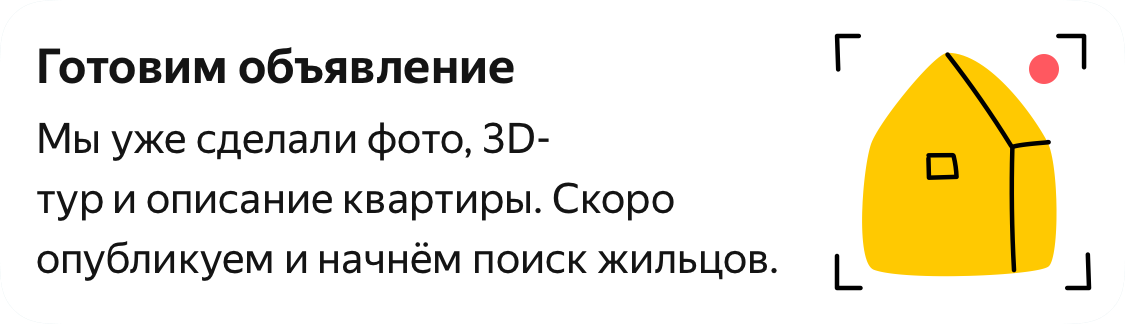 Готовим объявление
Мы уже сделали фото, 3D-
тур и описание квартиры. Скоро
опубликуем и начнём поиск жильцов.